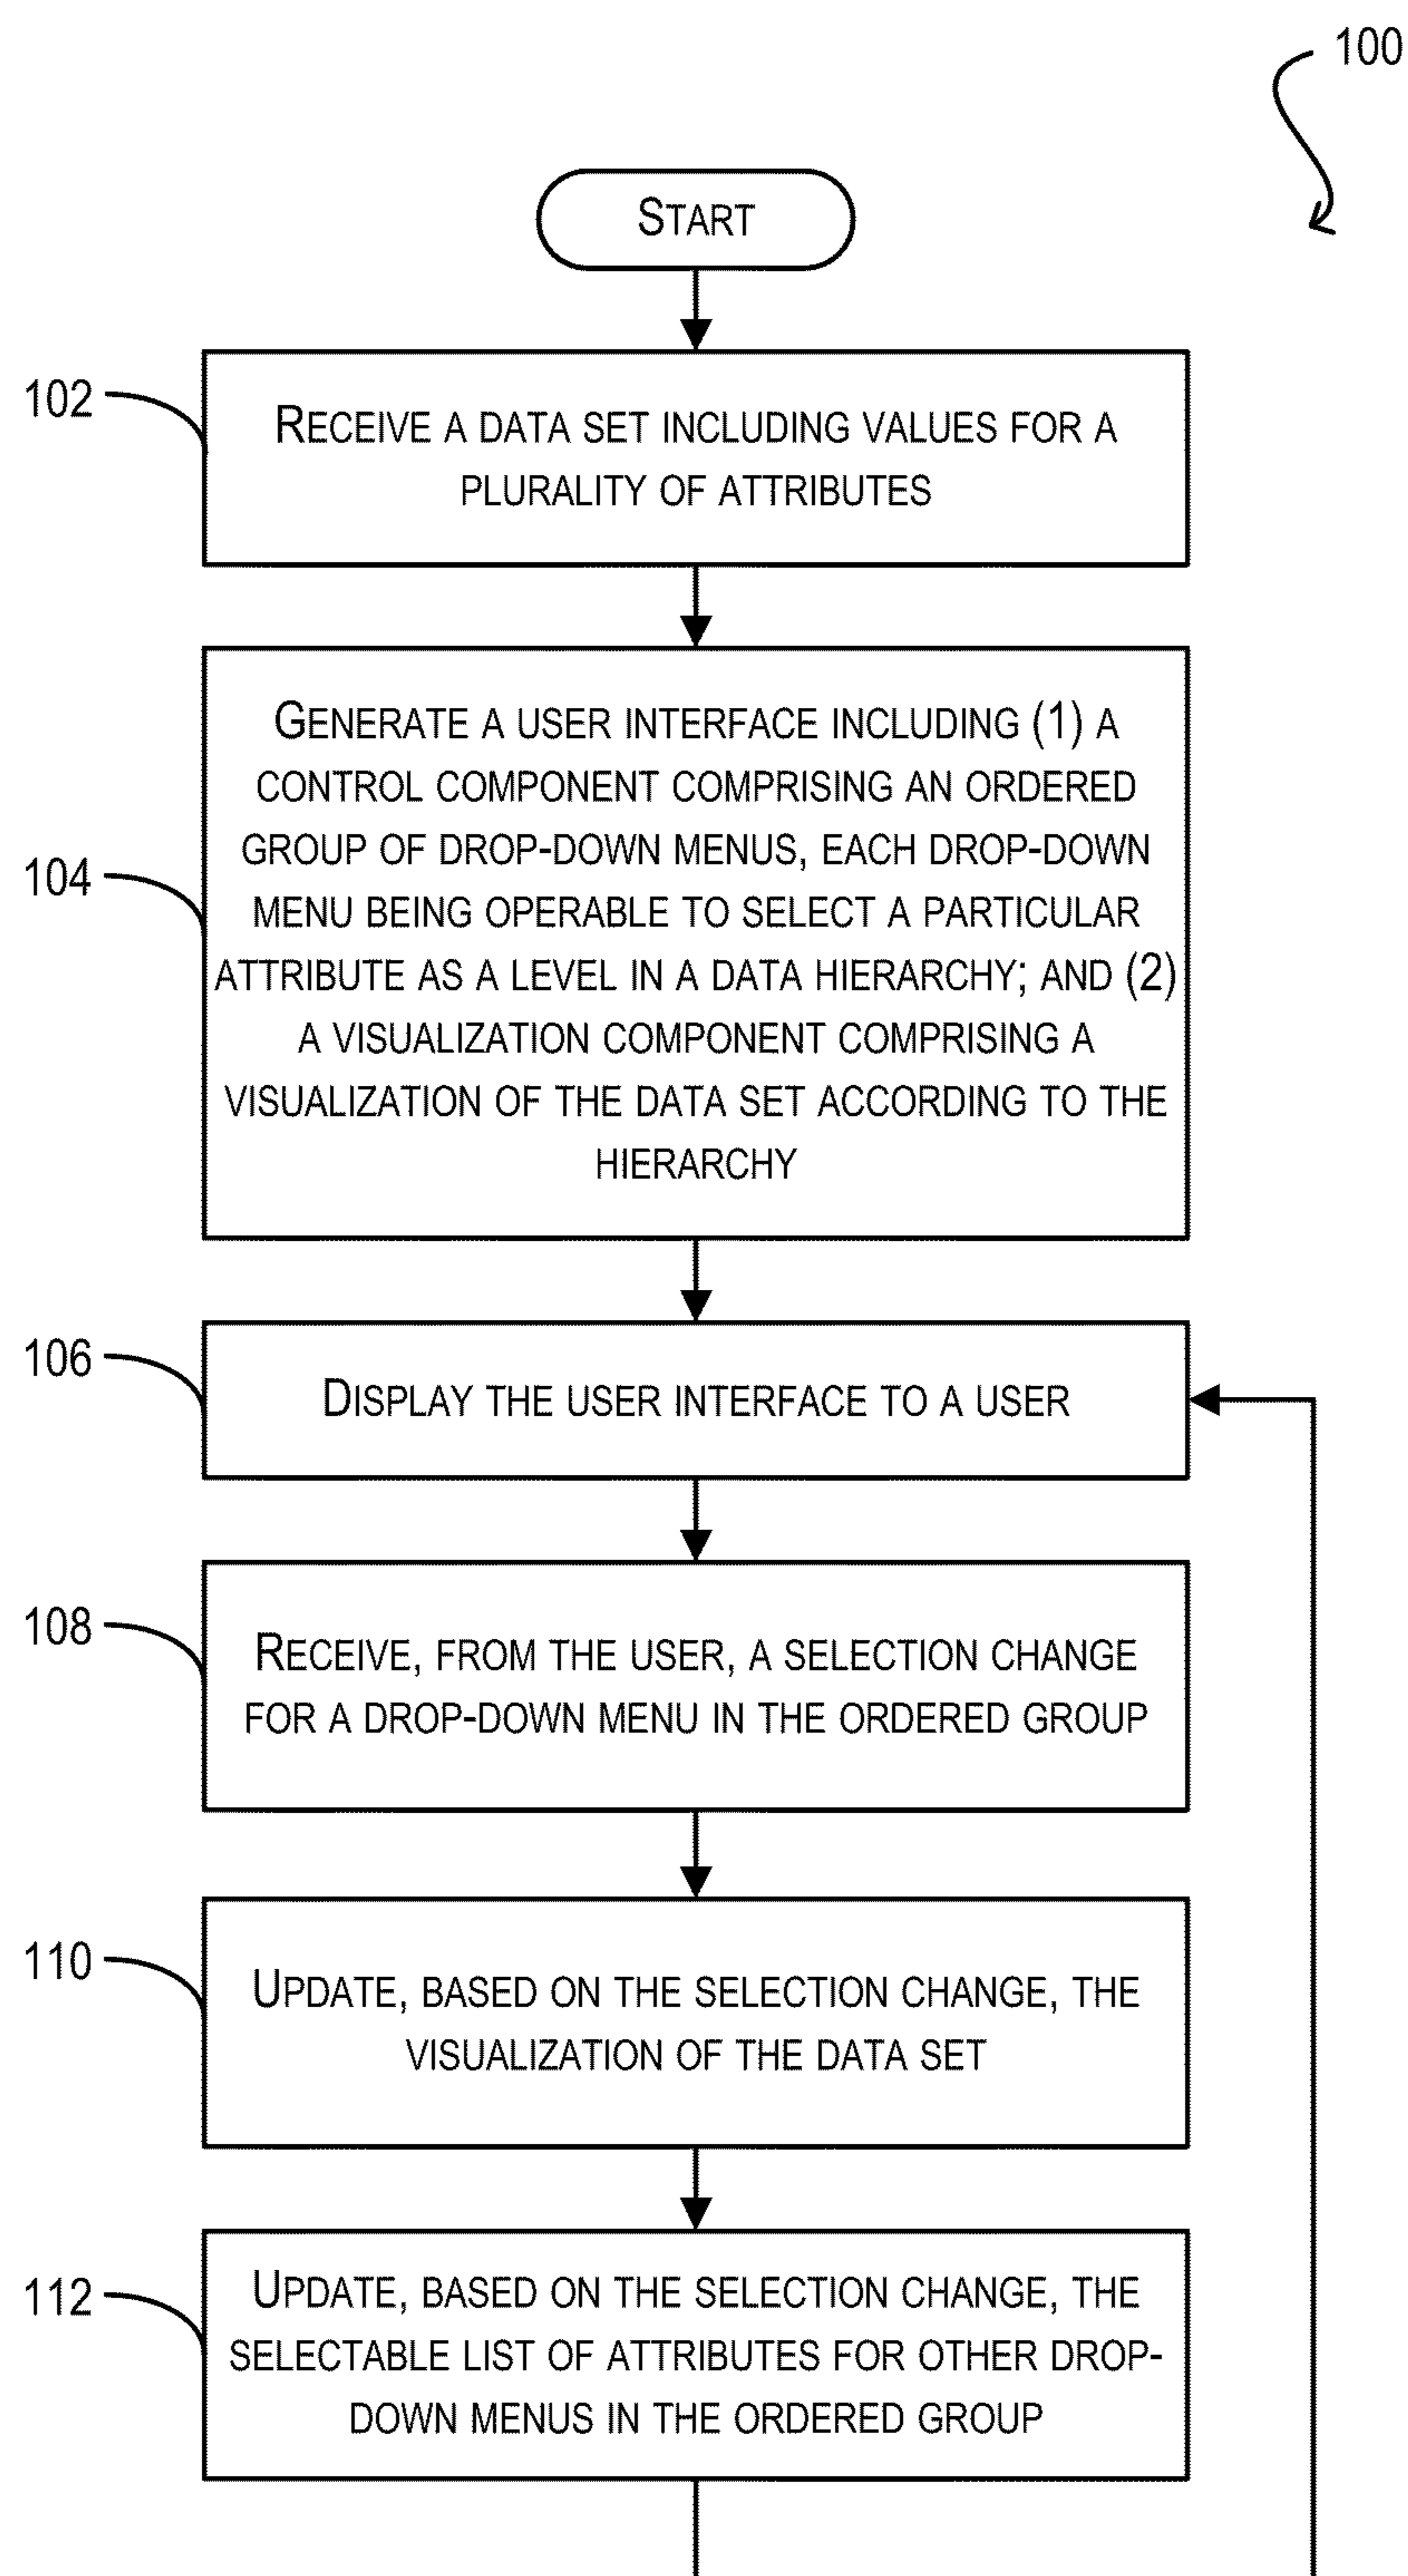 100
START
102
RECEIVE A DATA SET INCLUDING VALUES FOR A
PLURALITY OF ATTRIBUTES
GENERATE A USER INTERFACE INCLUDING (1) A
CONTROL COMPONENT COMPRISING AN ORDERED
GROUP OF DROP-DOWN MENUS, EACH DROP-DOWN
104
MENU BEING OPERABLE TO SELECT A PARTICULAR
ATTRIBUTE AS A LEVEL IN A DATA HIERARCHY; AND (2)
A VISUALIZATION COMPONENT COMPRISING A
VISUALIZATION OF THE DATA SET ACCORDING TO THE
HIERARCHY
106
DISPLAY THE USER INTERFACE TO A USER
108
RECEIVE, FROM THE USER, A SELECTION CHANGE
FOR A DROP-DOWN MENU IN THE ORDERED GROUP
110
UPDATE, BASED ON THE SELECTION CHANGE, THE
VISUALIZATION OF THE DATA SET
112
UPDATE, BASED ON THE SELECTION CHANGE, THE
SELECTABLE LIST OF ATTRIBUTES FOR OTHER DROP-
DOWN MENUS IN THE ORDERED GROUP